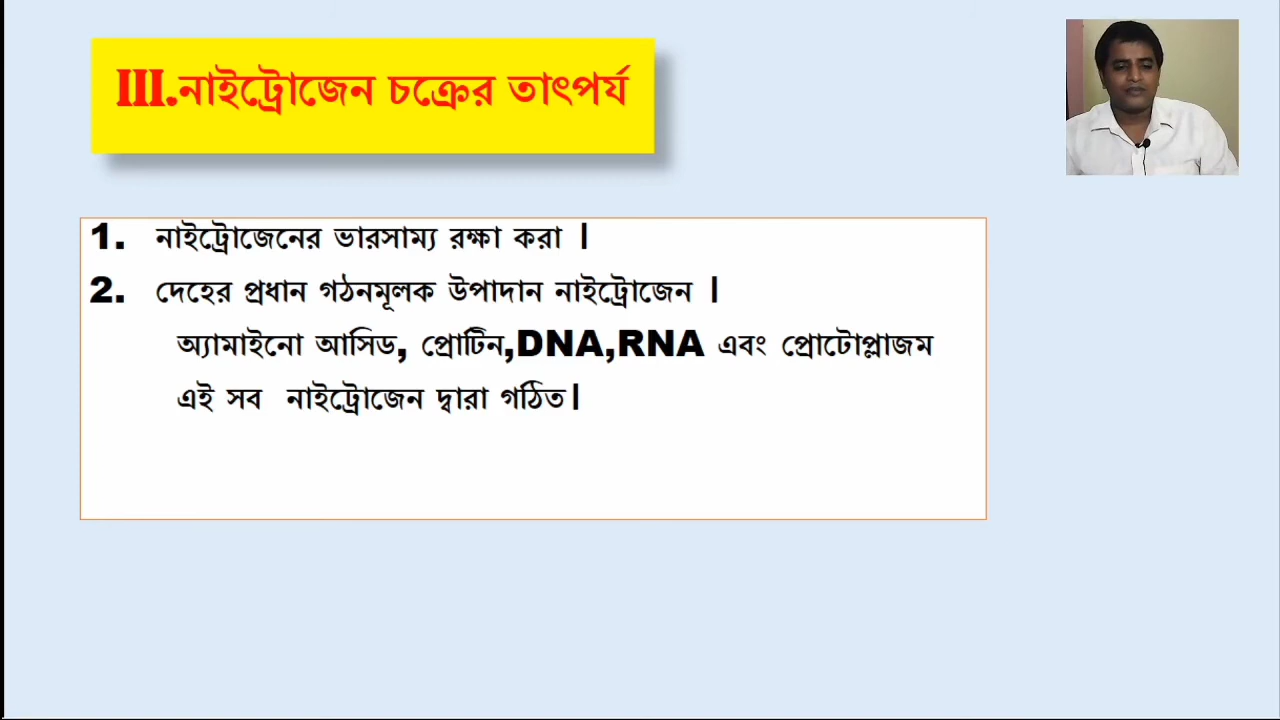 III.নাইট্রোজেন চক্রের তাৎপর্য
1. নাইট্রোজেনের ভারসাম্য রক্ষা করা |
2. দেহের প্রধান গঠনমূলক উপাদান নাইট্রোজেন |
অ্যামাইনো আসিড, প্রোটিন,DNA,RNA এবং প্রোটোপ্লাজম
এই সব নাইট্রোজেন দ্বারা গঠিত|